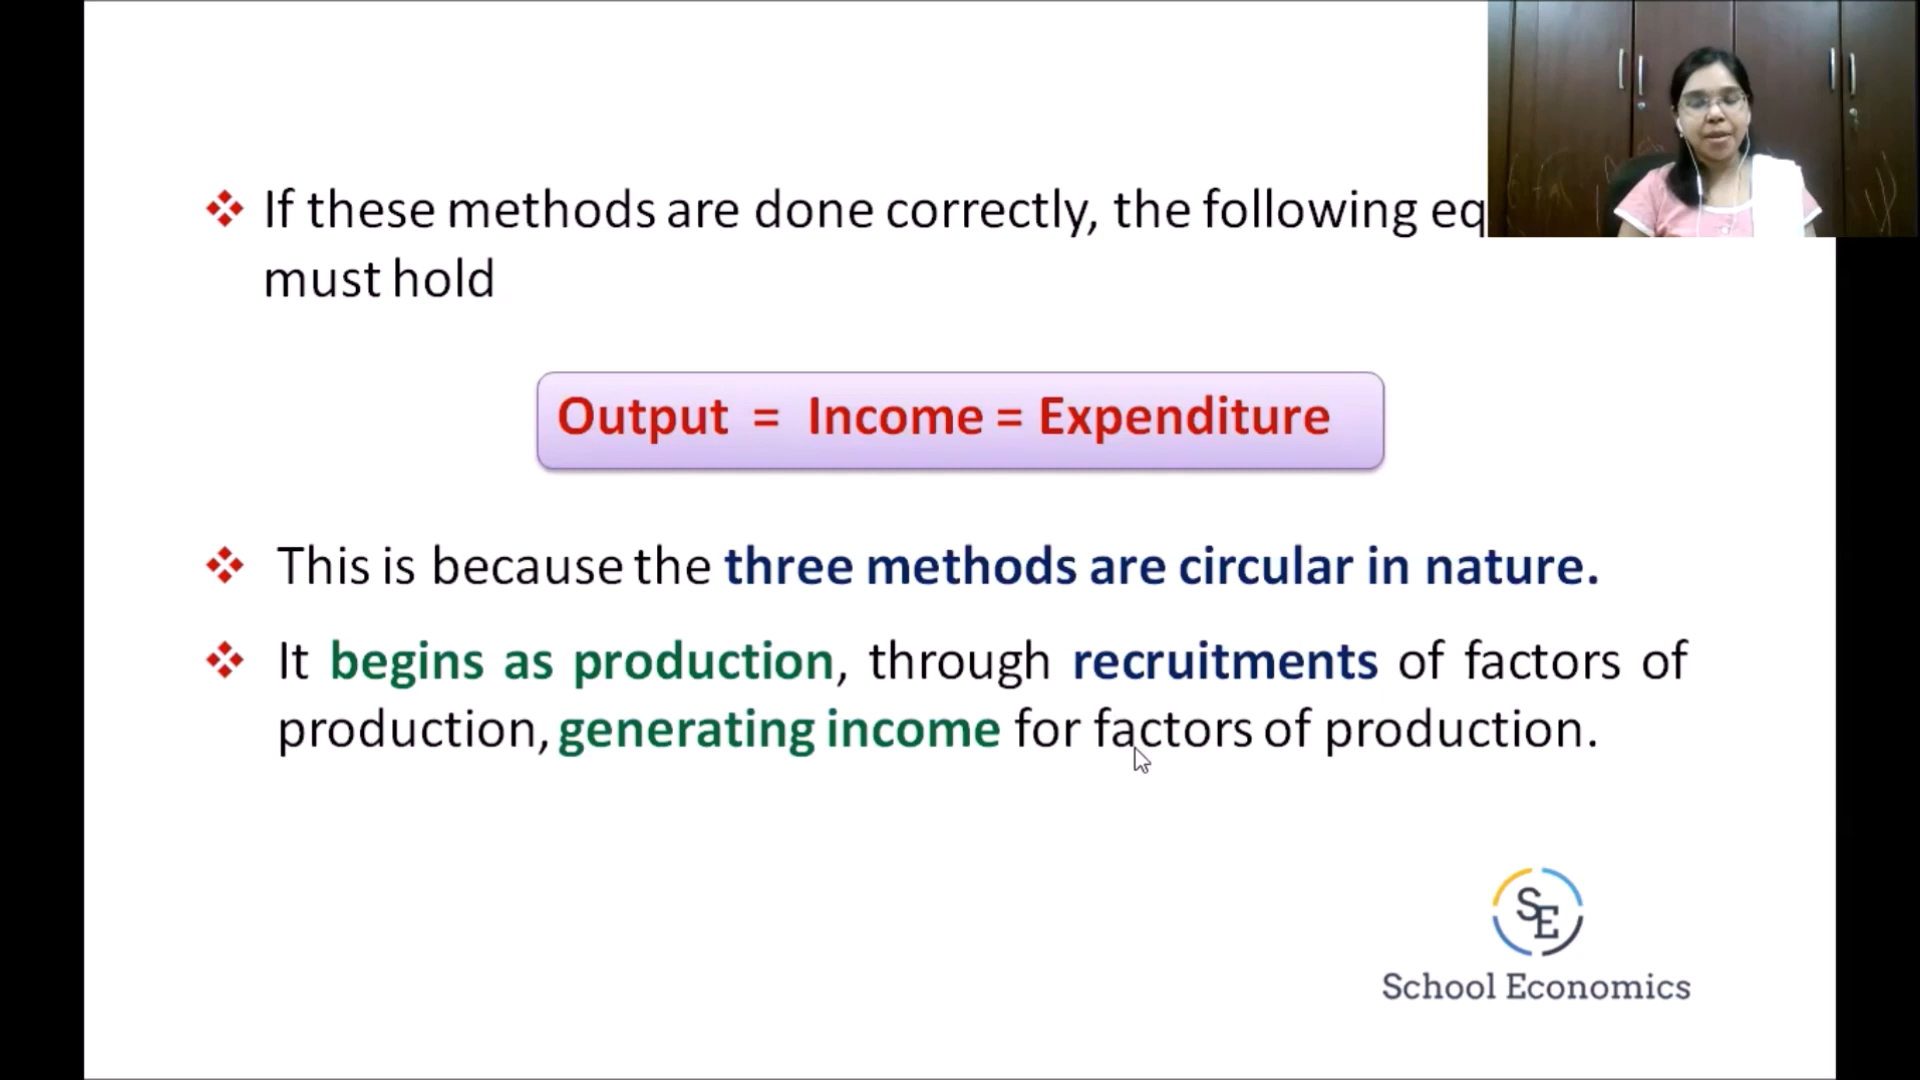 If these methods are done correctly, the following
must hold
Output = Income = Expenditure
This is because the three methods are circular in nature.
It begins as production, through recruitments of factors of
production, generating income for factors of production.
SE
School Economics